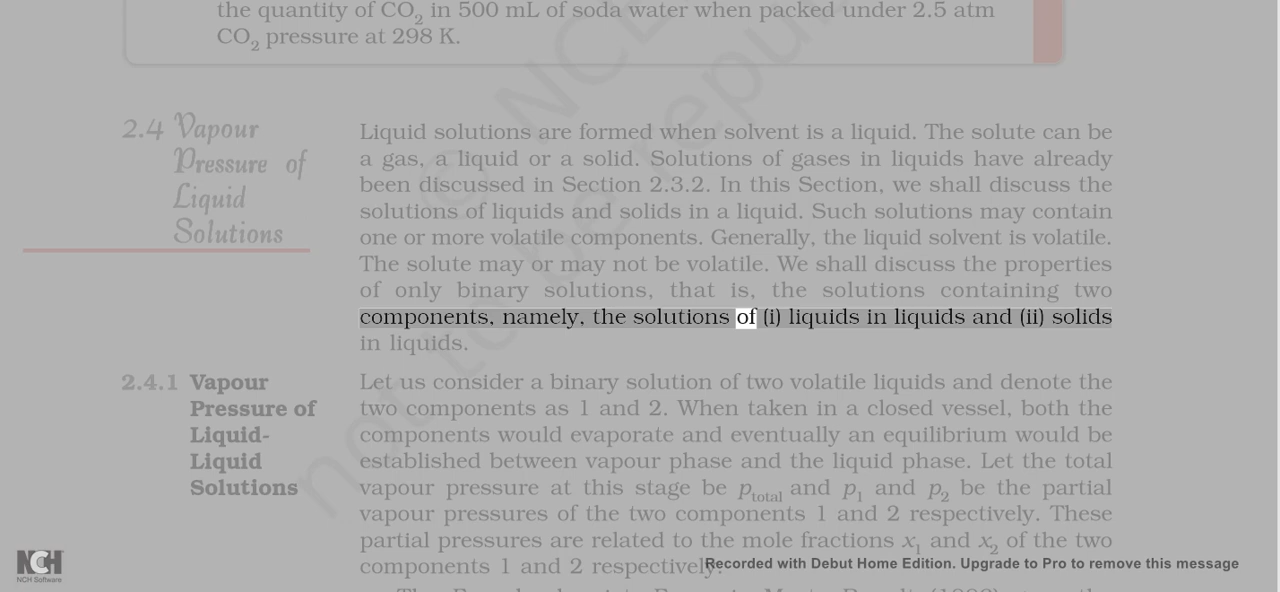 the quantity of CO2 in 500 mL of soda water when packed under 2.5 atm
CO2 pressure at 298 K.
2.4 Vapour
Pressure of
Liquid
Solutions
Liquid solutions are formed when solvent is a liquid. The solute can be
a gas, a liquid or a solid. Solutions of gases in liquids have already
been discussed in Section 2.3.2. In this Section, we shall discuss the
solutions of liquids and solids in a liquid. Such solutions may contain
one or more volatile components. Generally, the liquid solvent is volatile.
The solute may or may not be volatile. We shall discuss the properties
of only binary solutions, that is, the solutions containing two
components, namely, the solutions of (i) liquids in liquids and (ii) solids
in liquids.
2.4.1 Vapour
Pressure of
Liquid-
Liquid
Solutions
Let us consider a binary solution of two volatile liquids and denote the
two components as 1 and 2. When taken in a closed vessel, both the
components would evaporate and eventually an equilibrium would be
established between vapour phase and the liquid phase. Let the total
vapour pressure at this stage be ptotal and p1 and p2 be the partial
vapour pressures of the two components 1 and 2 respectively. These
partial pressures are related to the mole fractions x1 and x2 of the two
components 1 and 2 respectively.
© NCE
not to be repu
NCH
NCH Software
Recorded with Debut Home Edition. Upgrade to Pro to remove this message